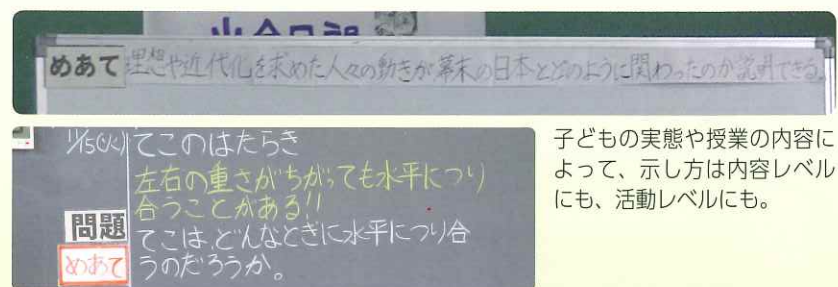 めあて 理想や近代化を求めた人々の動きが幕末の日本とどのように関わったのか説明できる。
11/15(火) てこのはたらき
左右の重さがちがっても水平につり
合うことがある!!
問題 てこは、どんなときに水平につり合
めあて うのだろうか。
子どもの実態や授業の内容に
よって、示し方は内容レベル
にも、活動レベルにも。